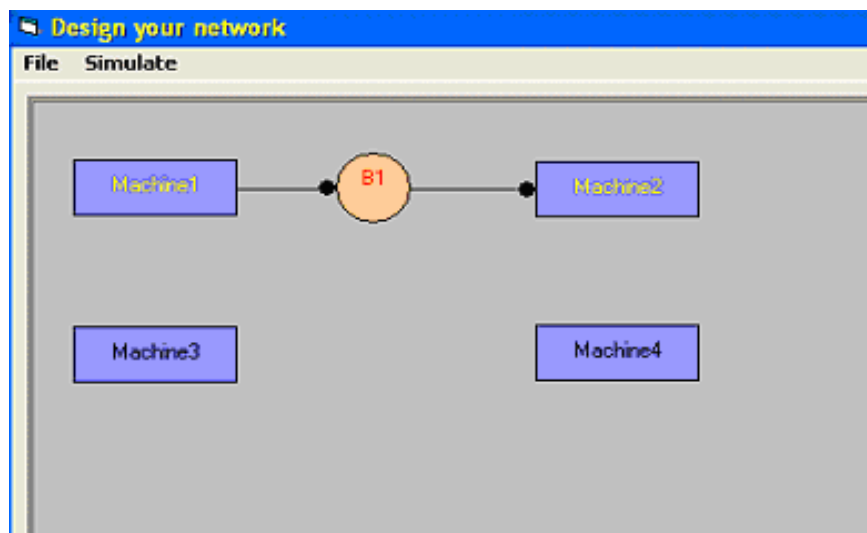 Design your network
File Simulate
Machine1 B1 Machine2
Machine3 Machine4